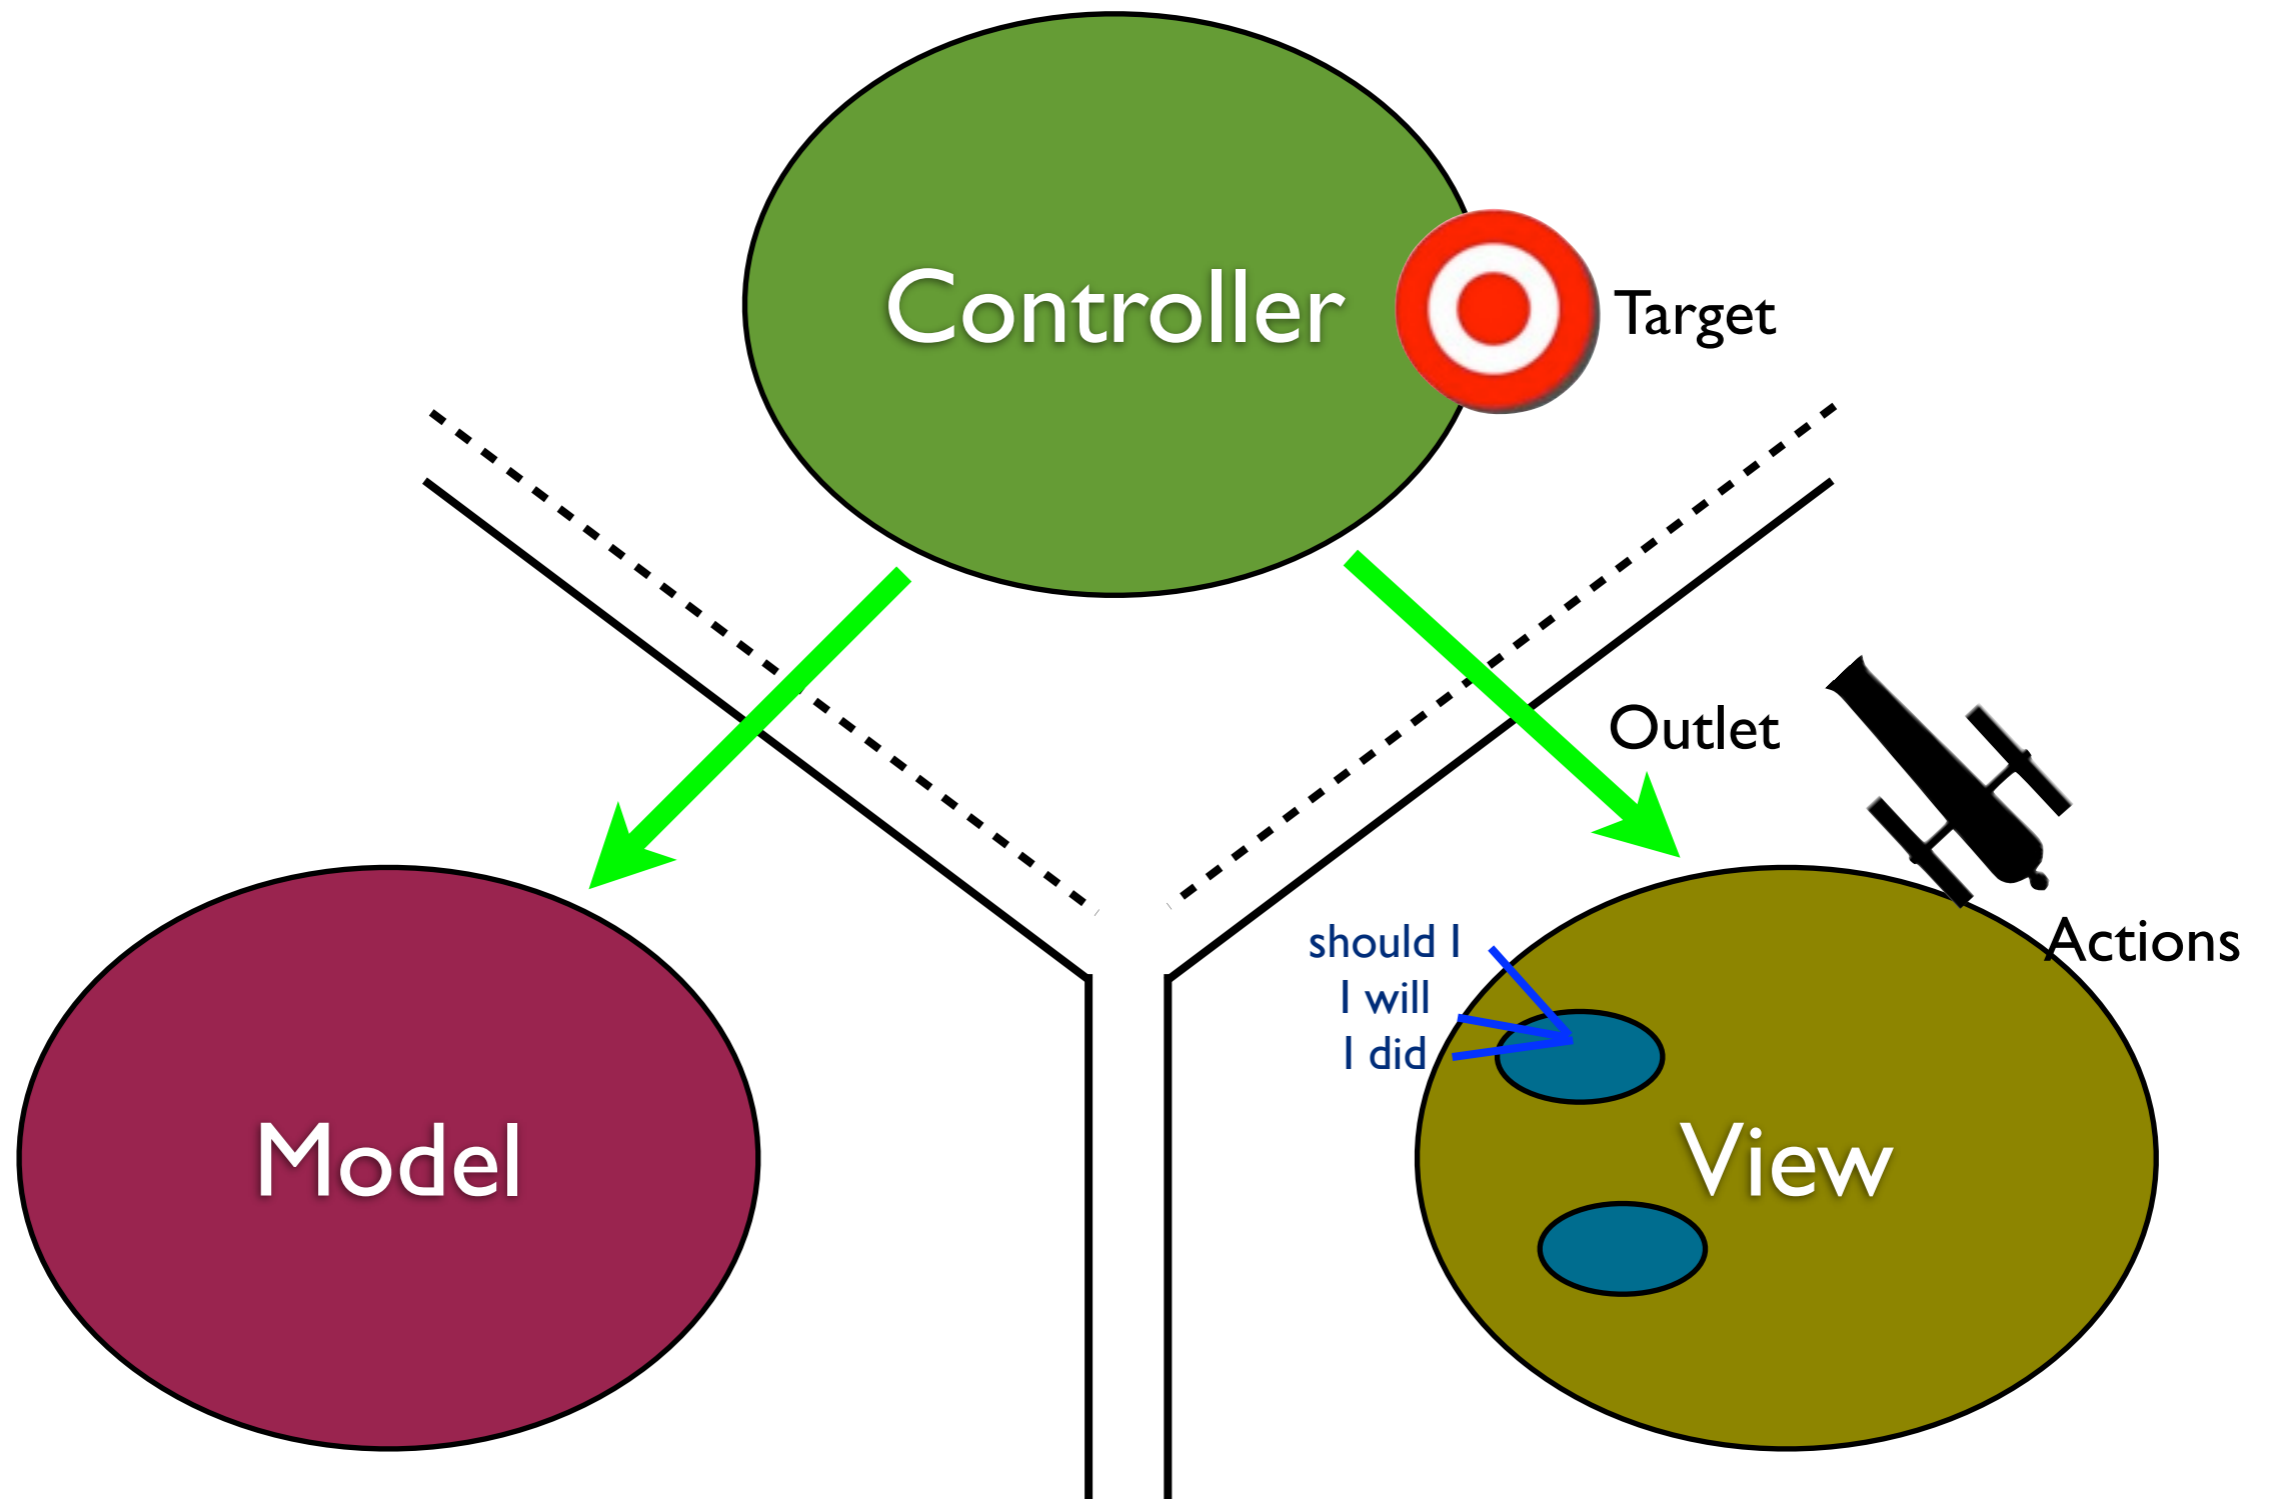 Controller
Target
Outlet
Actions
should I
I will
I did
Model
View